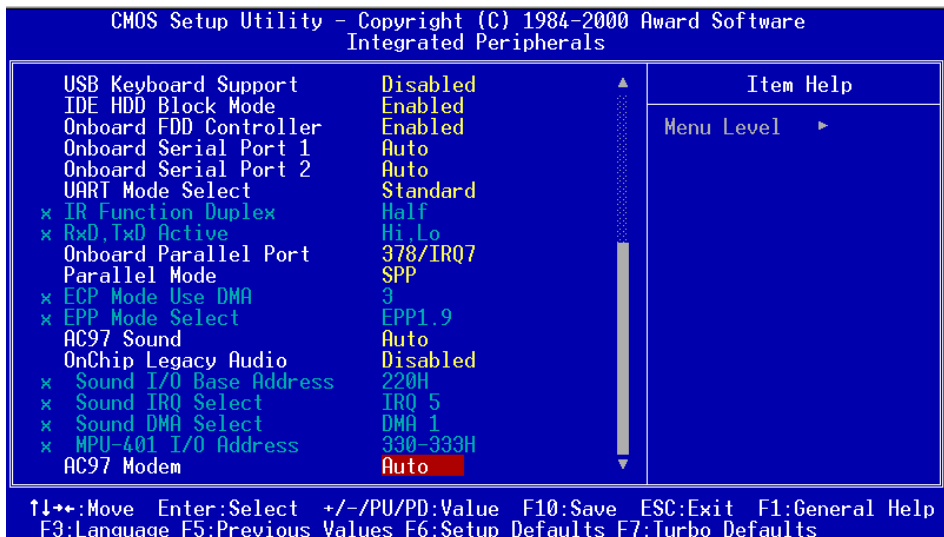 CMOS Setup Utility - Copyright (C) 1984-2000 Award Software
Integrated Peripherals
USB Keyboard Support Disabled
IDE HDD Block Mode Enabled
Onboard FDD Controller Enabled
Onboard Serial Port 1 Auto
Onboard Serial Port 2 Auto
UART Mode Select Standard
x IR Function Duplex Half
x RxD,TxD Active Hi,Lo
Onboard Parallel Port 378/IRQ7
Parallel Mode SPP
x ECP Mode Use DMA 3
x EPP Mode Select EPP1.9
AC97 Sound Auto
OnChip Legacy Audio Disabled
x Sound I/O Base Address 220H
x Sound IRQ Select IRQ 5
x Sound DMA Select DMA 1
x MPU-401 I/O Address 330-333H
AC97 Modem Auto
Item Help
Menu Level ►
↑↓→←:Move Enter:Select +/-/PU/PD:Value F10:Save ESC:Exit F1:General Help
F3:Language F5:Previous Values F6:Setup Defaults F7:Turbo Defaults